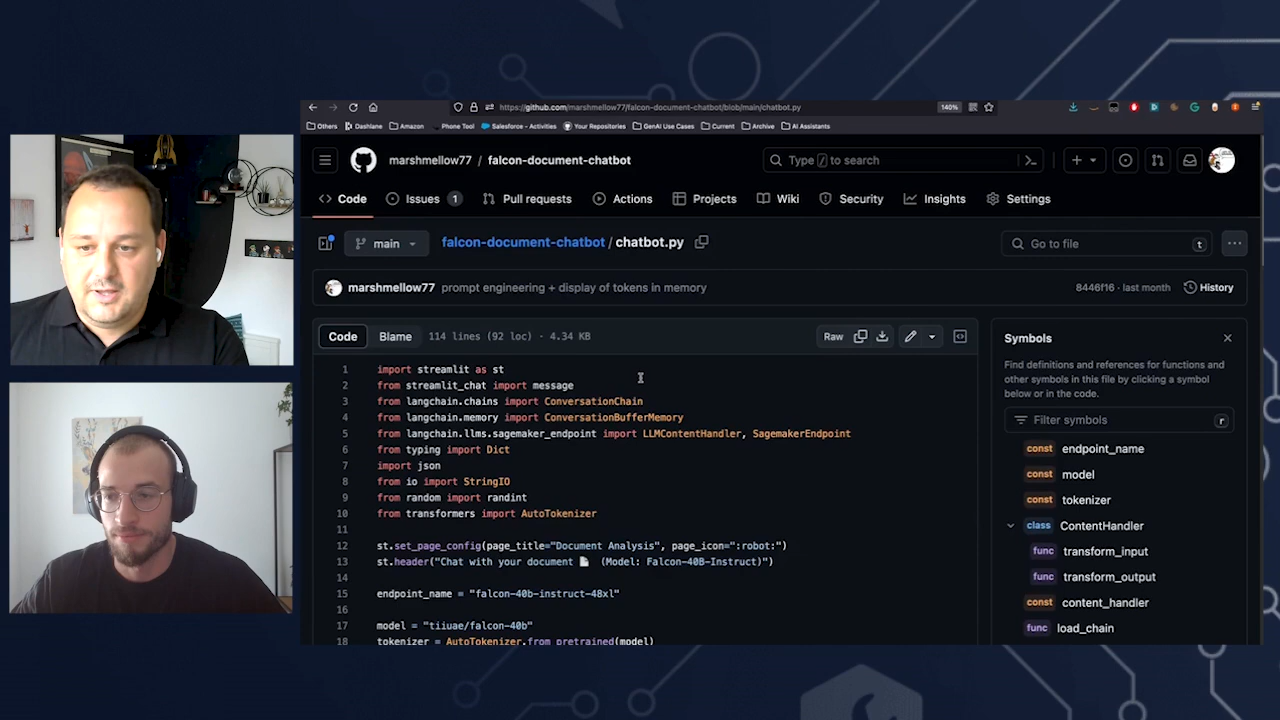 https://github.com/marshmellow77/falcon-document-chatbot/blob/main/chatbot.py
140%
Others Dashlane Amazon Phone Tool Salesforce - Activities Your Repositories GenAI Use Cases Current Archive AI Assistants
marshmellow77 / falcon-document-chatbot
Type / to search
Code Issues 1 Pull requests Actions Projects Wiki Security Insights Settings
main falcon-document-chatbot / chatbot.py
Go to file t
marshmellow77 prompt engineering + display of tokens in memory
8446f16 · last month History
Code Blame 114 lines (92 loc) · 4.34 KB
Raw
1 import streamlit as st
2 from streamlit_chat import message
3 from langchain.chains import ConversationChain
4 from langchain.memory import ConversationBufferMemory
5 from langchain.llms.sagemaker_endpoint import LLMContentHandler, SagemakerEndpoint
6 from typing import Dict
7 import json
8 from io import StringIO
9 from random import randint
10 from transformers import AutoTokenizer
11
12 st.set_page_config(page_title="Document Analysis", page_icon=":robot:")
13 st.header("Chat with your document 📄 (Model: Falcon-40B-Instruct)")
14
15 endpoint_name = "falcon-40b-instruct-48xl"
16
17 model = "tiiuae/falcon-40b"
18 tokenizer = AutoTokenizer.from_pretrained(model)
Symbols
Find definitions and references for functions and
other symbols in this file by clicking a symbol
below or in the code.
Filter symbols r
const endpoint_name
const model
const tokenizer
class ContentHandler
func transform_input
func transform_output
const content_handler
func load_chain